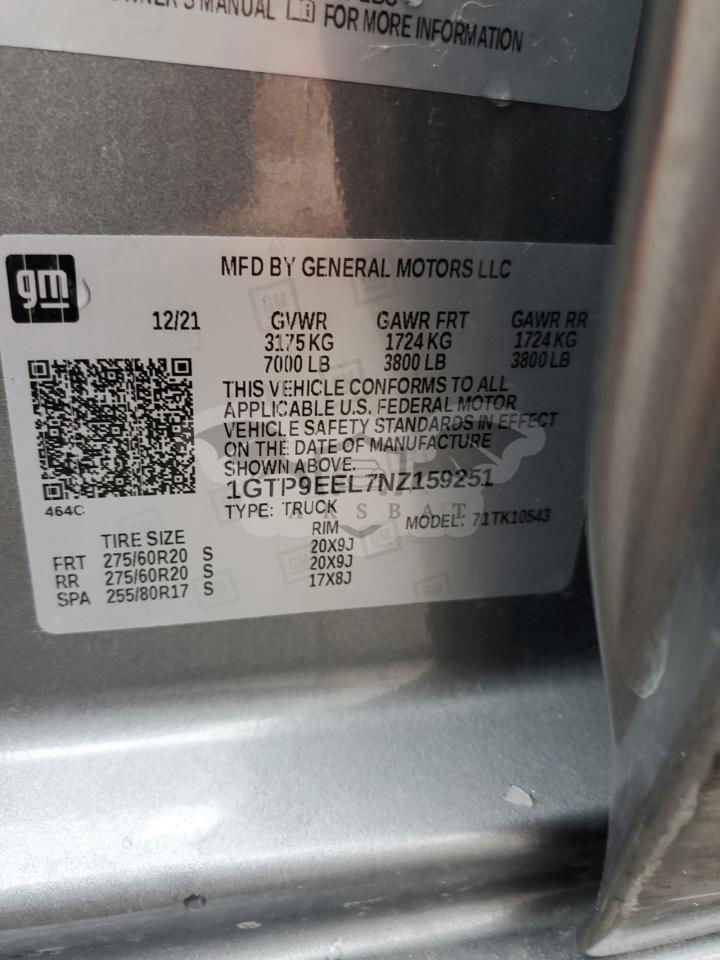 OWNER'S MANUAL FOR MORE INFORMATION
gm
MFD BY GENERAL MOTORS LLC
12/21 GVWR GAWR FRT GAWR RR
3175 KG 1724 KG 1724 KG
7000 LB 3800 LB 3800 LB
THIS VEHICLE CONFORMS TO ALL
APPLICABLE U.S. FEDERAL MOTOR
VEHICLE SAFETY STANDARDS IN EFFECT
ON THE DATE OF MANUFACTURE
SHOWN ABOVE.
1GTP9EEL7NZ159251
464C
TYPE: TRUCK MODEL: 71TK10543
CARSBAT
TIRE SIZE RIM
FRT 275/60R20 S 20X9J
RR 275/60R20 S 20X9J
SPA 255/80R17 S 17X8J